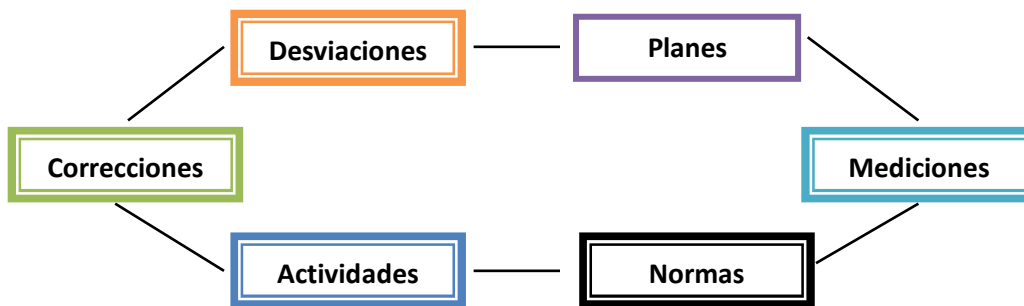 Desviaciones
Planes
Correcciones
Mediciones
Actividades
Normas